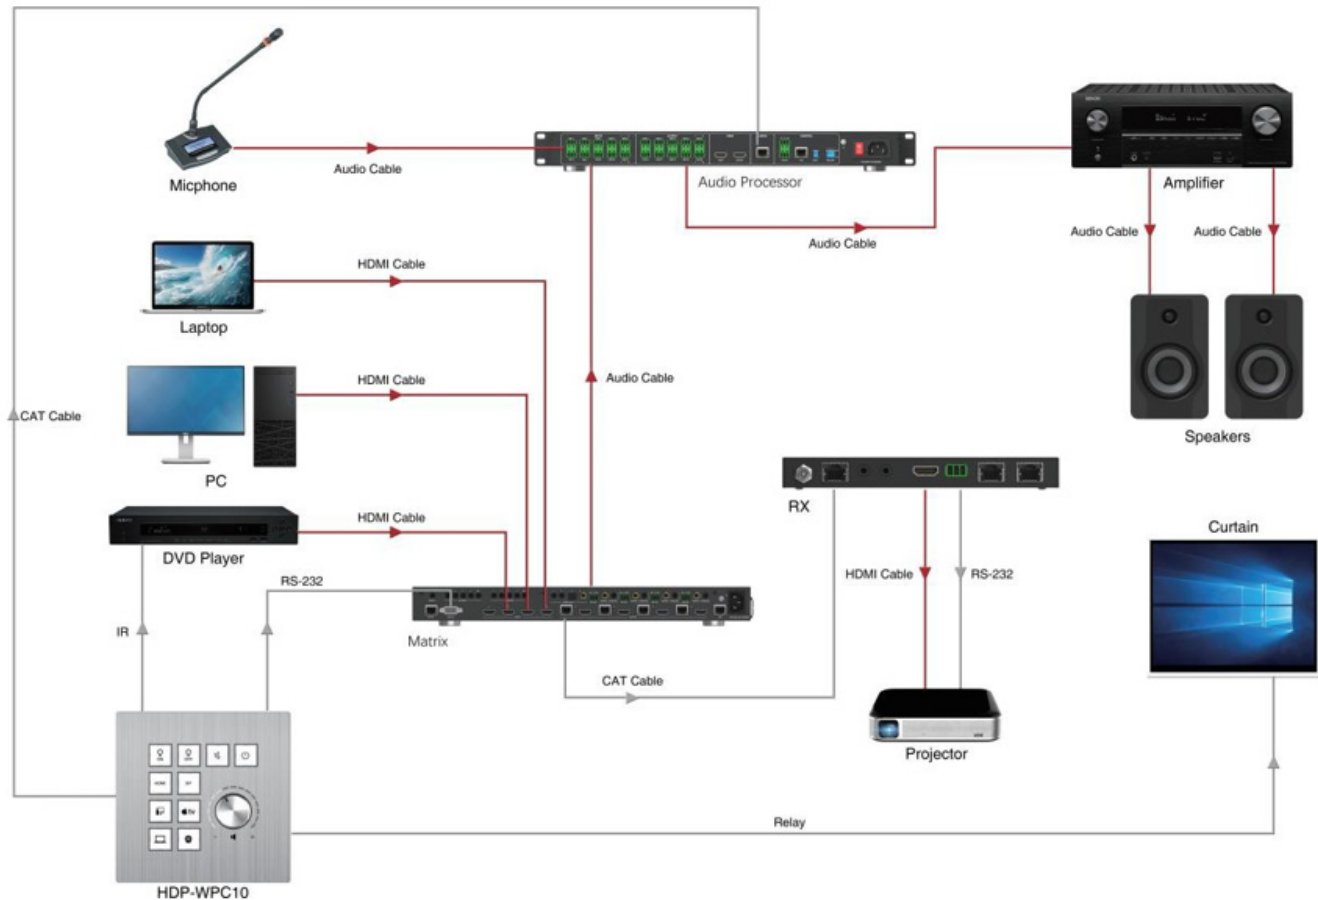 Micphone
Audio Cable
Audio Processor
DENON
Amplifier
Audio Cable
Audio Cable
Audio Cable
HDMI Cable
Laptop
HDMI Cable
Audio Cable
CAT Cable
PC
Speakers
HDMI Cable
RX
DVD Player
Curtain
RS-232
HDMI Cable
RS-232
IR
Matrix
CAT Cable
Projector
HOME
Relay
HDP-WPC10